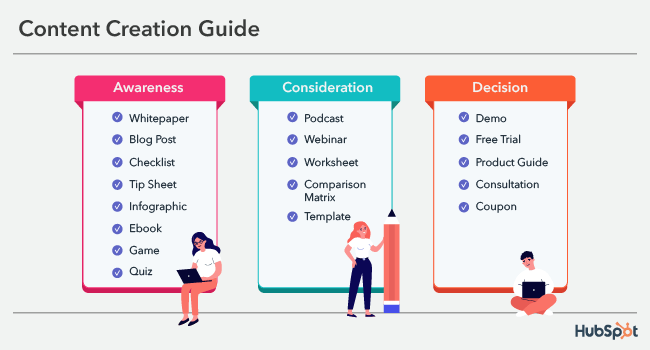 Content Creation Guide
Awareness
Whitepaper
Blog Post
Checklist
Tip Sheet
Infographic
Ebook
Game
Quiz
Consideration
Podcast
Webinar
Worksheet
Comparison
Matrix
Template
Decision
Demo
Free Trial
Product Guide
Consultation
Coupon
HubSpot